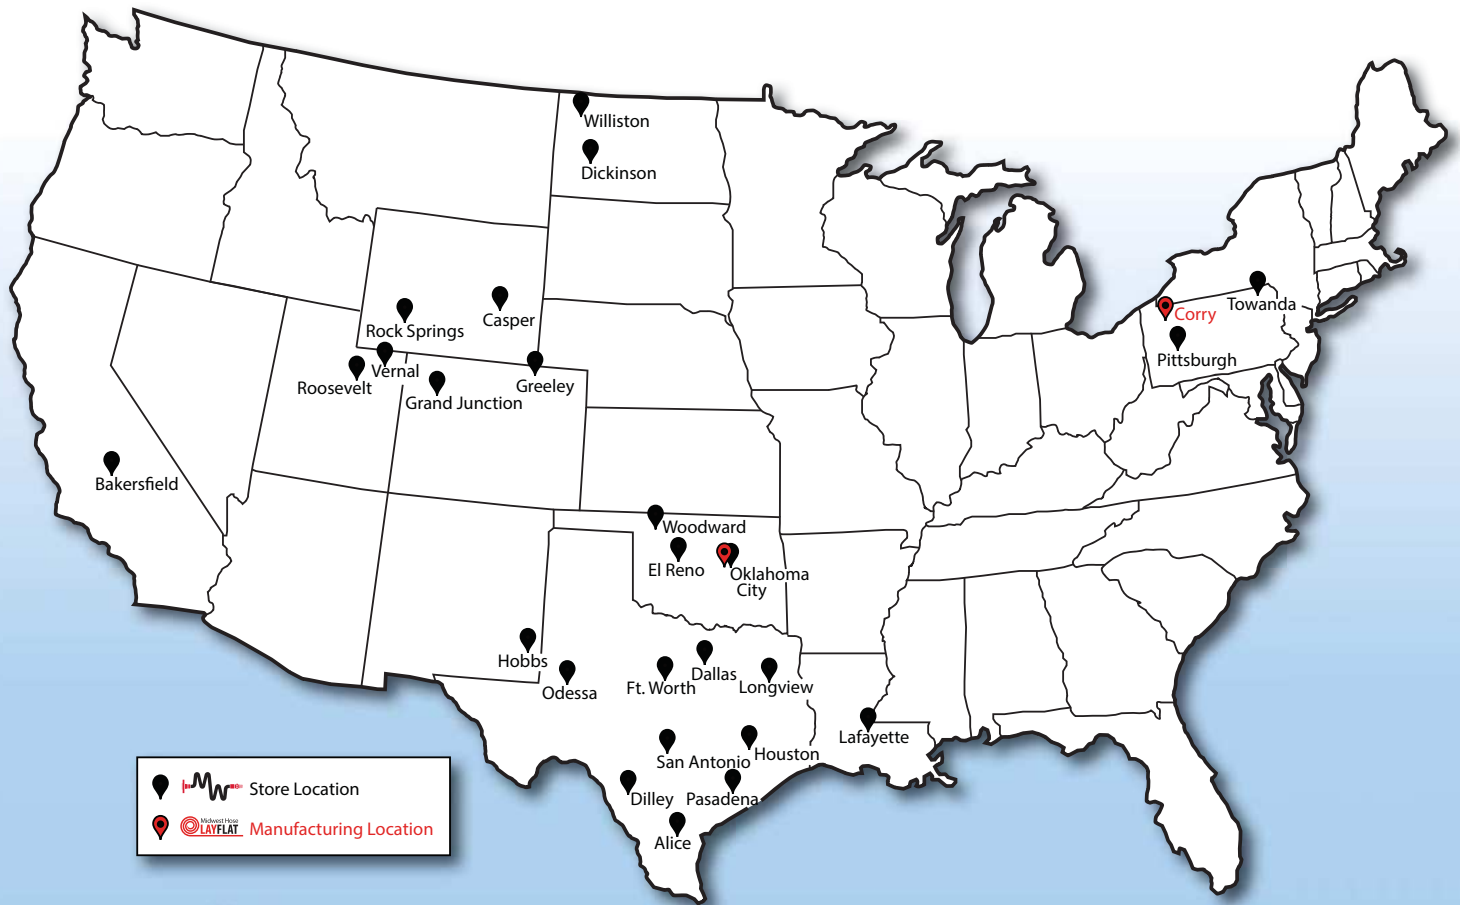 Williston
Dickinson
Towanda
Corry
Casper
Rock Springs
Pittsburgh
Vernal
Roosevelt
Greeley
Grand Junction
Bakersfield
Woodward
El Reno
Oklahoma
City
Hobbs
Odessa
Ft. Worth
Dallas
Longview
Lafayette
San Antonio
Houston
Dilley
Pasadena
Alice
Store Location
Midwest Hose
LAYFLAT
Manufacturing Location